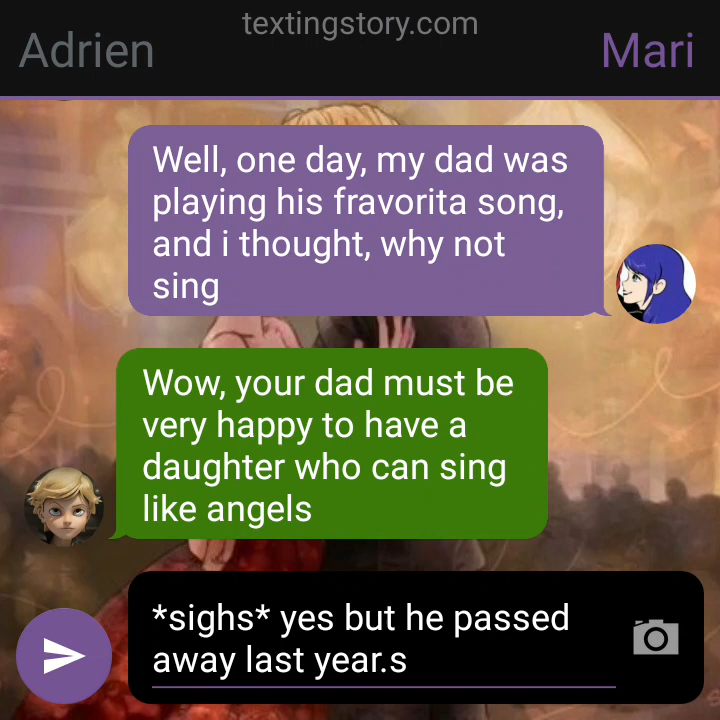 textingstory.com
Adrien
Mari
Well, one day, my dad was
playing his fravorita song,
and i thought, why not
sing
Wow, your dad must be
very happy to have a
daughter who can sing
like angels
*sighs* yes but he passed
away last year.s